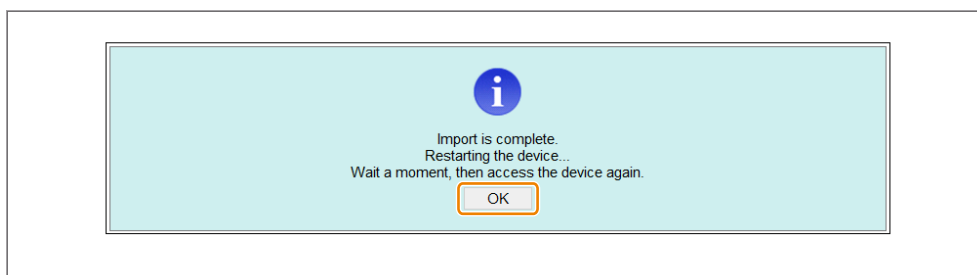 Import is complete.
Restarting the device...
Wait a moment, then access the device again.
OK